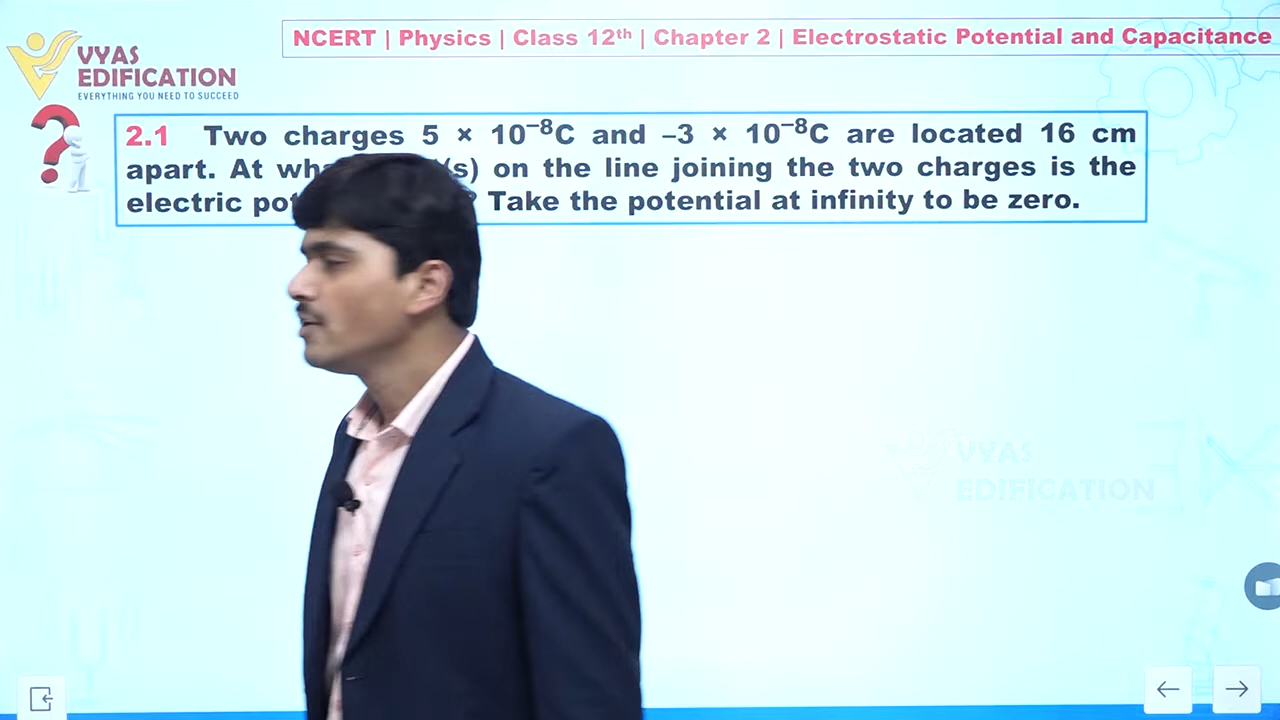 NCERT | Physics | Class 12th | Chapter 2 | Electrostatic Potential and Capacitance
VYAS
EDIFICATION
EVERYTHING YOU NEED TO SUCCEED
2.1 Two charges 5 × 10⁻⁸C and –3 × 10⁻⁸C are located 16 cm
apart. At (s) on the line joining the two charges is the
electric Take the potential at infinity to be zero.
VYAS
EDIFICATION